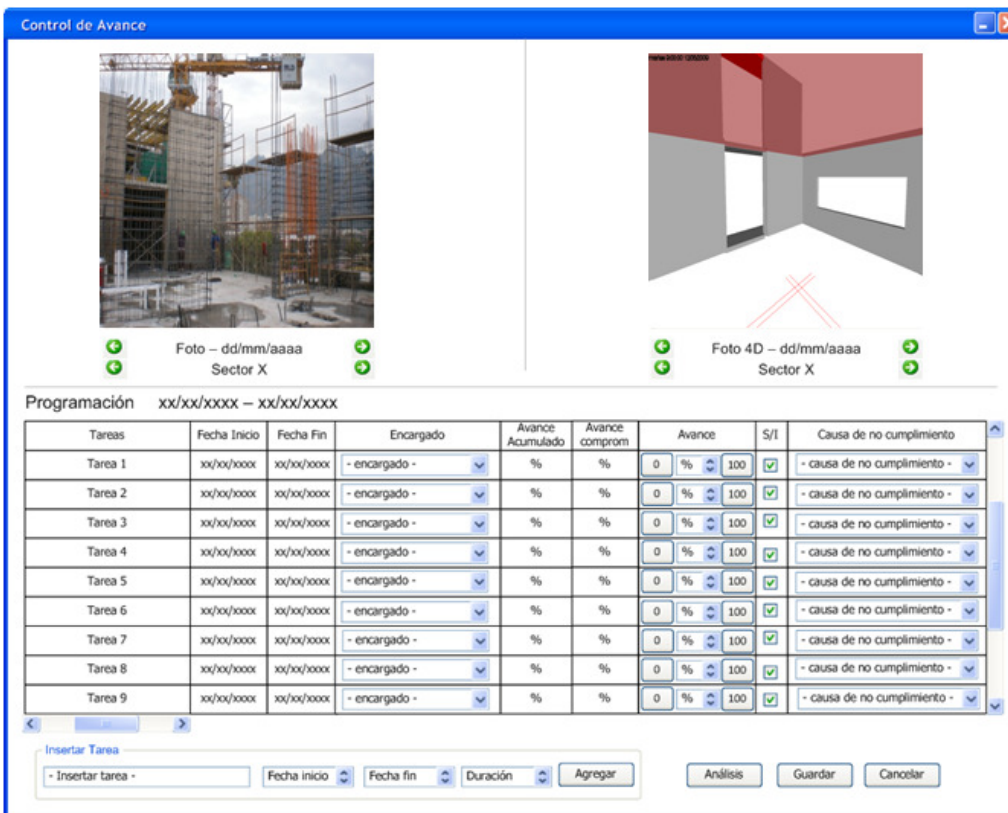 Control de Avance
9:00:00 12/05/2009
Foto – dd/mm/aaaa
Sector X
Foto 4D – dd/mm/aaaa
Sector X
Programación xx/xx/xxxx – xx/xx/xxxx
Tareas Fecha Inicio Fecha Fin Encargado Avance Acumulado Avance comprom Avance S/I Causa de no cumplimiento
Tarea 1 xx/xx/xxxx xx/xx/xxxx - encargado - % % 0 % 100 - causa de no cumplimiento -
Tarea 2 xx/xx/xxxx xx/xx/xxxx - encargado - % % 0 % 100 - causa de no cumplimiento -
Tarea 3 xx/xx/xxxx xx/xx/xxxx - encargado - % % 0 % 100 - causa de no cumplimiento -
Tarea 4 xx/xx/xxxx xx/xx/xxxx - encargado - % % 0 % 100 - causa de no cumplimiento -
Tarea 5 xx/xx/xxxx xx/xx/xxxx - encargado - % % 0 % 100 - causa de no cumplimiento -
Tarea 6 xx/xx/xxxx xx/xx/xxxx - encargado - % % 0 % 100 - causa de no cumplimiento -
Tarea 7 xx/xx/xxxx xx/xx/xxxx - encargado - % % 0 % 100 - causa de no cumplimiento -
Tarea 8 xx/xx/xxxx xx/xx/xxxx - encargado - % % 0 % 100 - causa de no cumplimiento -
Tarea 9 xx/xx/xxxx xx/xx/xxxx - encargado - % % 0 % 100 - causa de no cumplimiento -
Insertar Tarea
- Insertar tarea - Fecha inicio Fecha fin Duración Agregar Análisis Guardar Cancelar